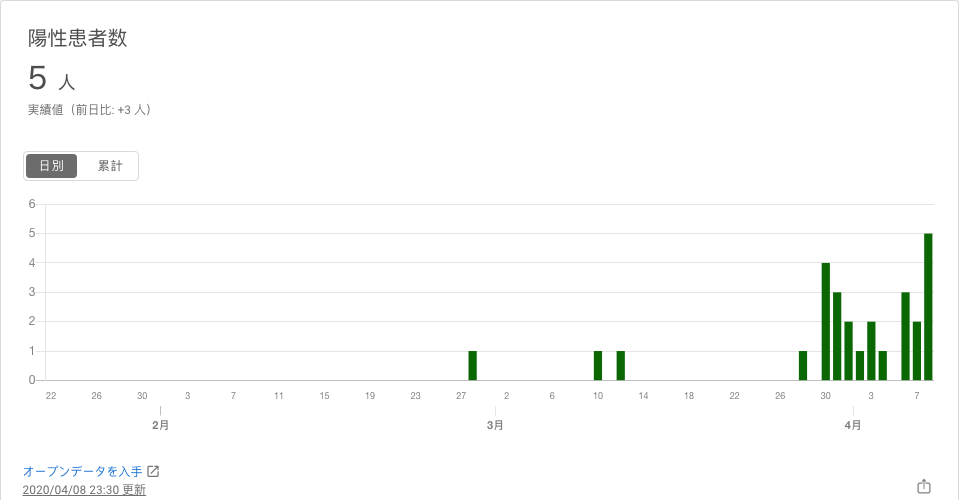 陽性患者数
5 人
実績値（前日比: +3 人）
日別 累計
6
5
4
3
2
1
0
22 26 30 3 7 11 15 19 23 27 2 6 10 14 18 22 26 30 3 7
2月 3月 4月
オープンデータを入手
2020/04/08 23:30 更新